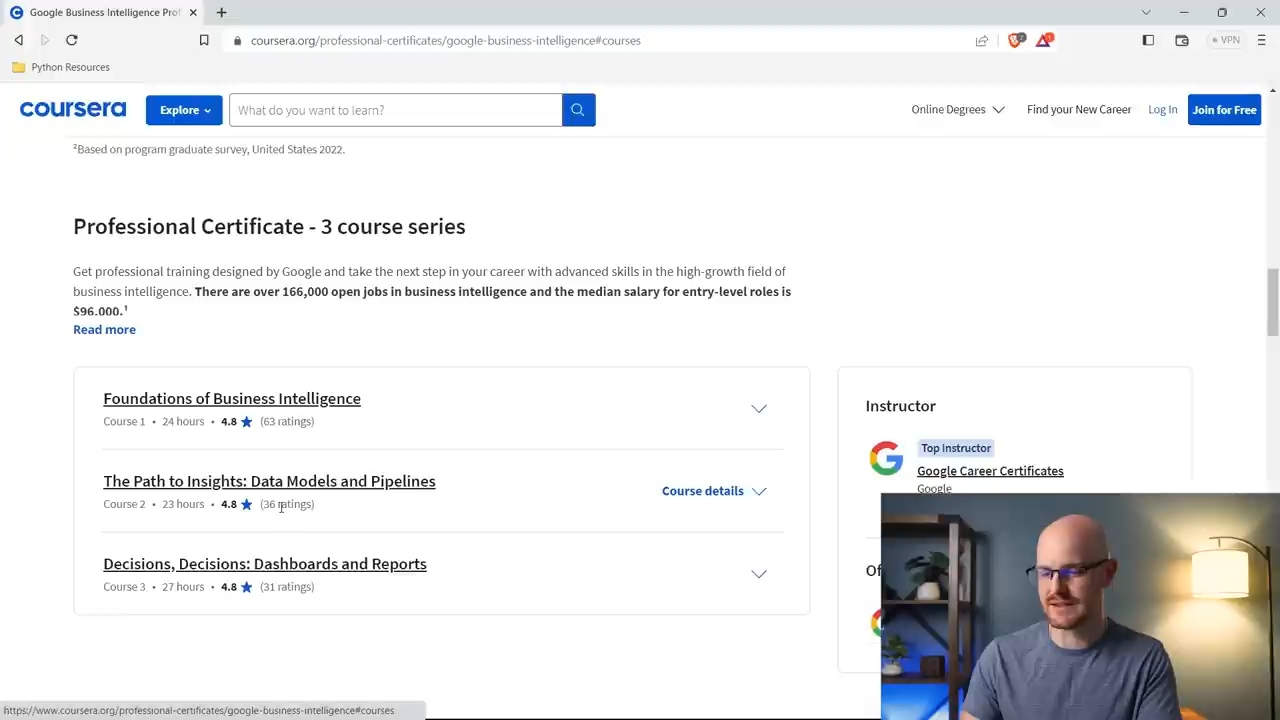 Google Business Intelligence Prof
coursera.org/professional-certificates/google-business-intelligence#courses
VPN
Python Resources
coursera
Explore
What do you want to learn?
Online Degrees
Find your New Career
Log In
Join for Free
²Based on program graduate survey, United States 2022.
Professional Certificate - 3 course series
Get professional training designed by Google and take the next step in your career with advanced skills in the high-growth field of
business intelligence. There are over 166,000 open jobs in business intelligence and the median salary for entry-level roles is
$96,000.¹
Read more
Foundations of Business Intelligence
Course 1 • 24 hours • 4.8 ★ (63 ratings)
The Path to Insights: Data Models and Pipelines
Course 2 • 23 hours • 4.8 ★ (36 ratings)
Course details
Decisions, Decisions: Dashboards and Reports
Course 3 • 27 hours • 4.8 ★ (31 ratings)
Instructor
Top Instructor
Google Career Certificates
Google
Of
https://www.coursera.org/professional-certificates/google-business-intelligence#courses